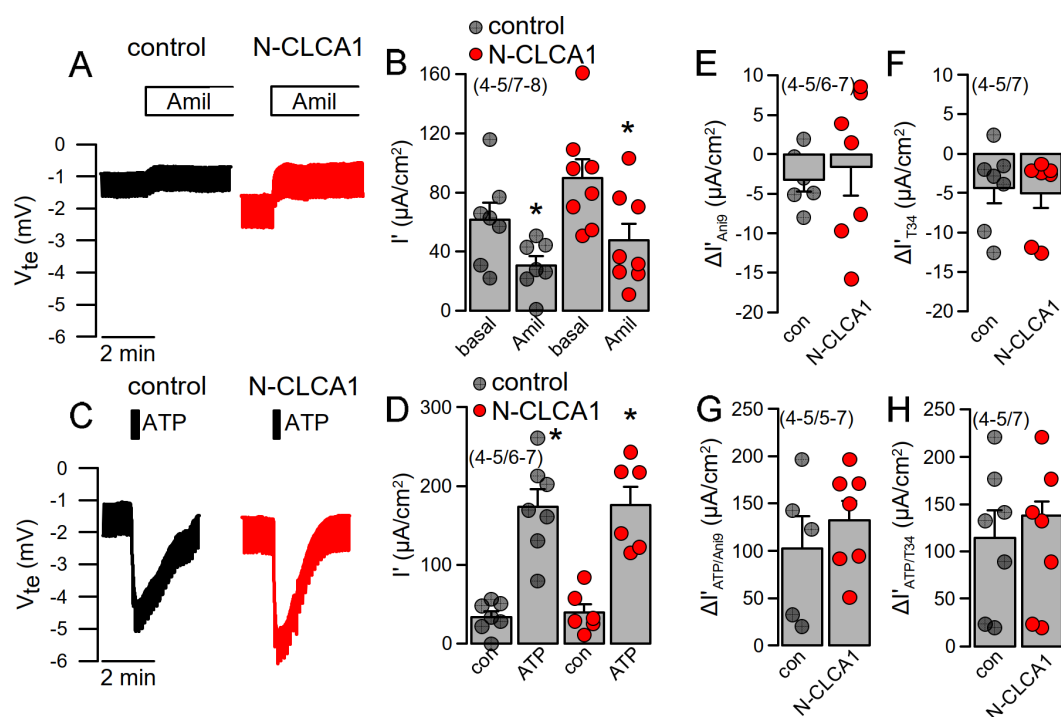 A
control
N-CLCA1
Amil
Amil
0
-1
-2
-3
-4
-5
-6
Vte (mV)
2 min
B
control
N-CLCA1
(4-5/7-8)
160
120
80
40
0
I' (µA/cm²)
*
*
basal
Amil
basal
Amil
E
(4-5/6-7)
10
5
0
-5
-10
-15
-20
ΔI'Ani9 (µA/cm²)
con
N-CLCA1
F
(4-5/7)
10
5
0
-5
-10
-15
-20
ΔI'T34 (µA/cm²)
con
N-CLCA1
C
control
N-CLCA1
ATP
ATP
0
-1
-2
-3
-4
-5
-6
Vte (mV)
2 min
D
control
N-CLCA1
(4-5/6-7)
300
200
100
0
I' (µA/cm²)
*
*
con
ATP
con
ATP
G
(4-5/5-7)
250
200
150
100
50
0
ΔI'ATP/Ani9 (µA/cm²)
con
N-CLCA1
H
(4-5/7)
250
200
150
100
50
0
ΔI'ATP/T34 (µA/cm²)
con
N-CLCA1